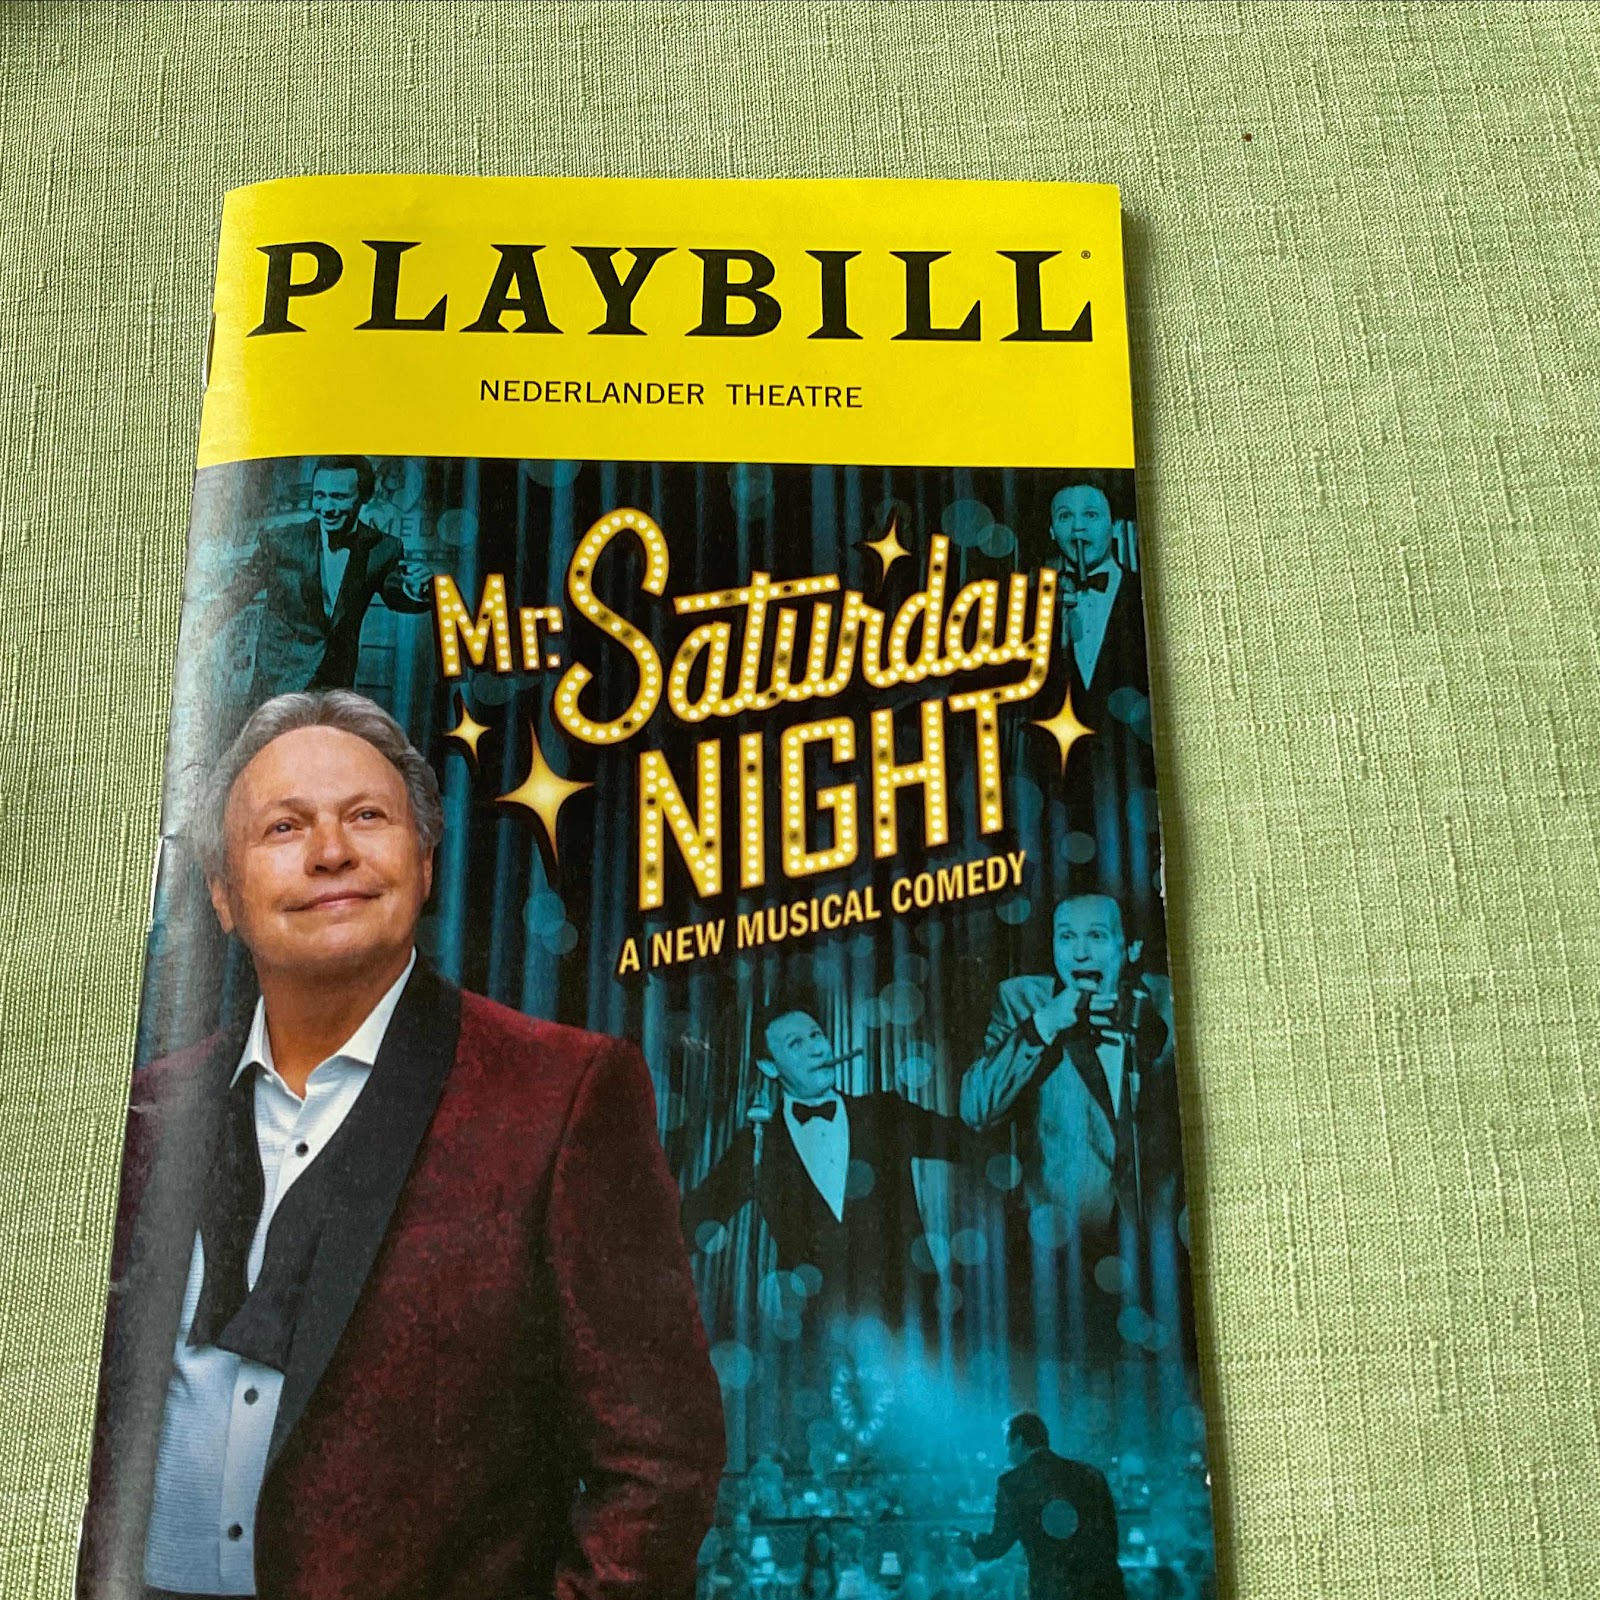 PLAYBILL®
NEDERLANDER THEATRE
Mr. Saturday
NIGHT
A NEW MUSICAL COMEDY